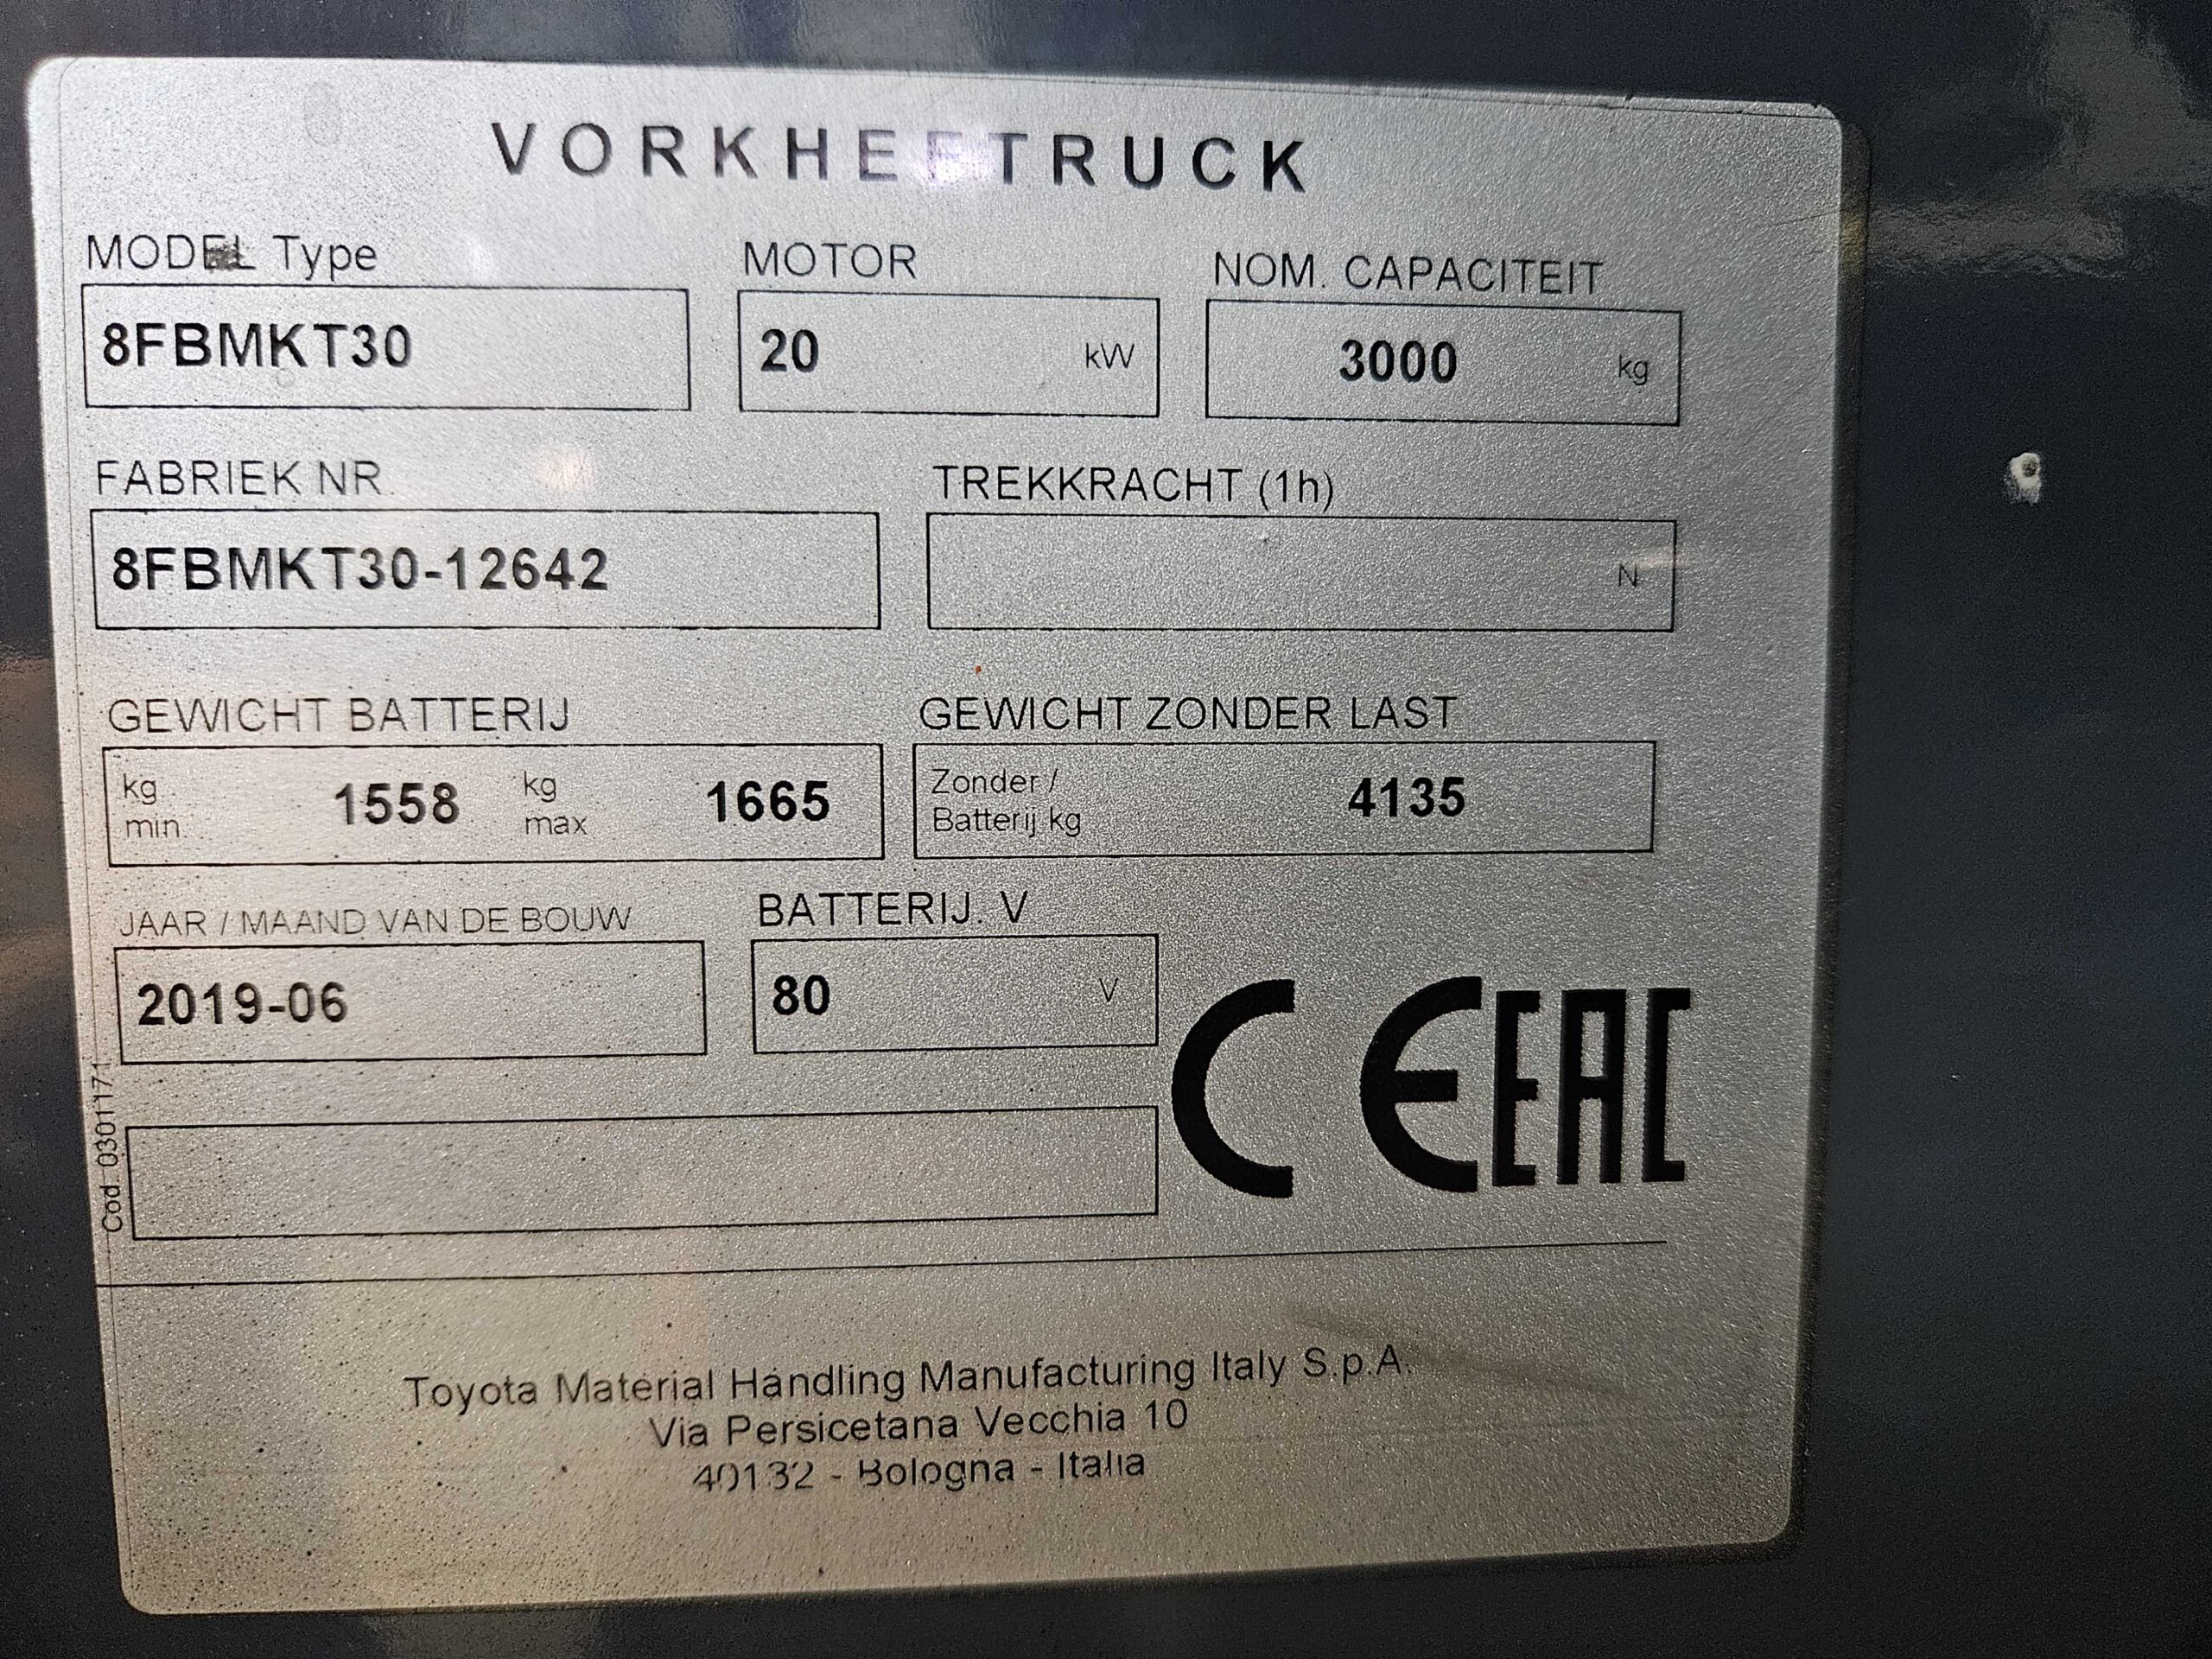 VORKHEFTRUCK
MODEL Type MOTOR NOM. CAPACITEIT
8FBMKT30 20 kW 3000 kg
FABRIEK NR. TREKKRACHT (1h)
8FBMKT30-12642 N
GEWICHT BATTERIJ GEWICHT ZONDER LAST
kg min. 1558 kg max 1665 Zonder / Batterij kg 4135
JAAR / MAAND VAN DE BOUW BATTERIJ. V
2019-06 80 V
CE EAC
Cod. 0301171
Toyota Material Handling Manufacturing Italy S.p.A.
Via Persicetana Vecchia 10
40132 - Bologna - Italia